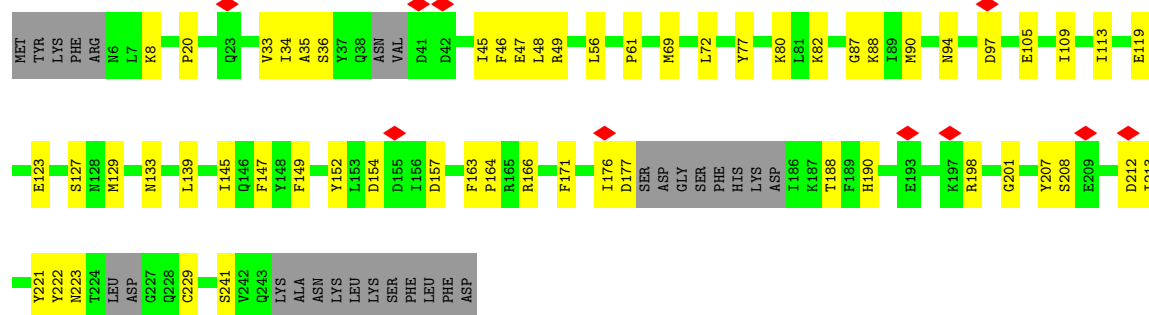 MET TYR LYS PHE ARG N6 L7 K8 P20 Q23 V33 I34 A35 S36 Y37 Q38 ASN VAL D41 D42 I45 F46 E47 L48 R49 L56 P61 M69 L72 Y77 K80 L81 K82 G87 K88 I89 M90 N94 D97 E105 I109 I113 E119
E123 S127 N128 M129 N133 L139 I145 Q146 F147 Y148 F149 Y152 L153 D154 D155 I156 D157 F163 P164 R165 R166 F171 I176 D177 SER ASP GLY SER PHE HIS LYS ASP I186 K187 T188 F189 H190 E193 K197 R198 G201 Y207 S208 E209 D212 I213
Y221 Y222 N223 T224 LEU ASP G227 Q228 C229 S241 V242 Q243 LYS ALA ASN LYS LEU LYS SER PHE LEU PHE ASP